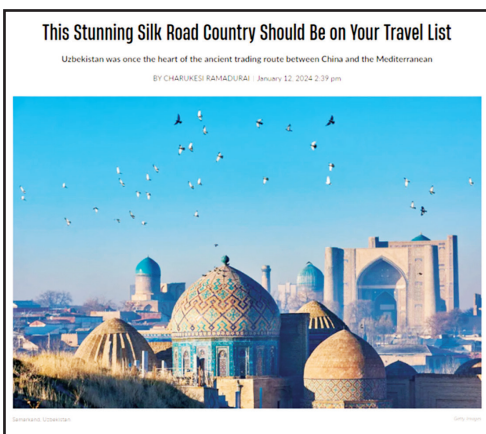 This Stunning Silk Road Country Should Be on Your Travel List
Uzbekistan was once the heart of the ancient trading route between China and the Mediterranean
BY CHARUKESI RAMADURAI | January 12, 2024 2:39 pm
Samarkand, Uzbekistan
Getty Images